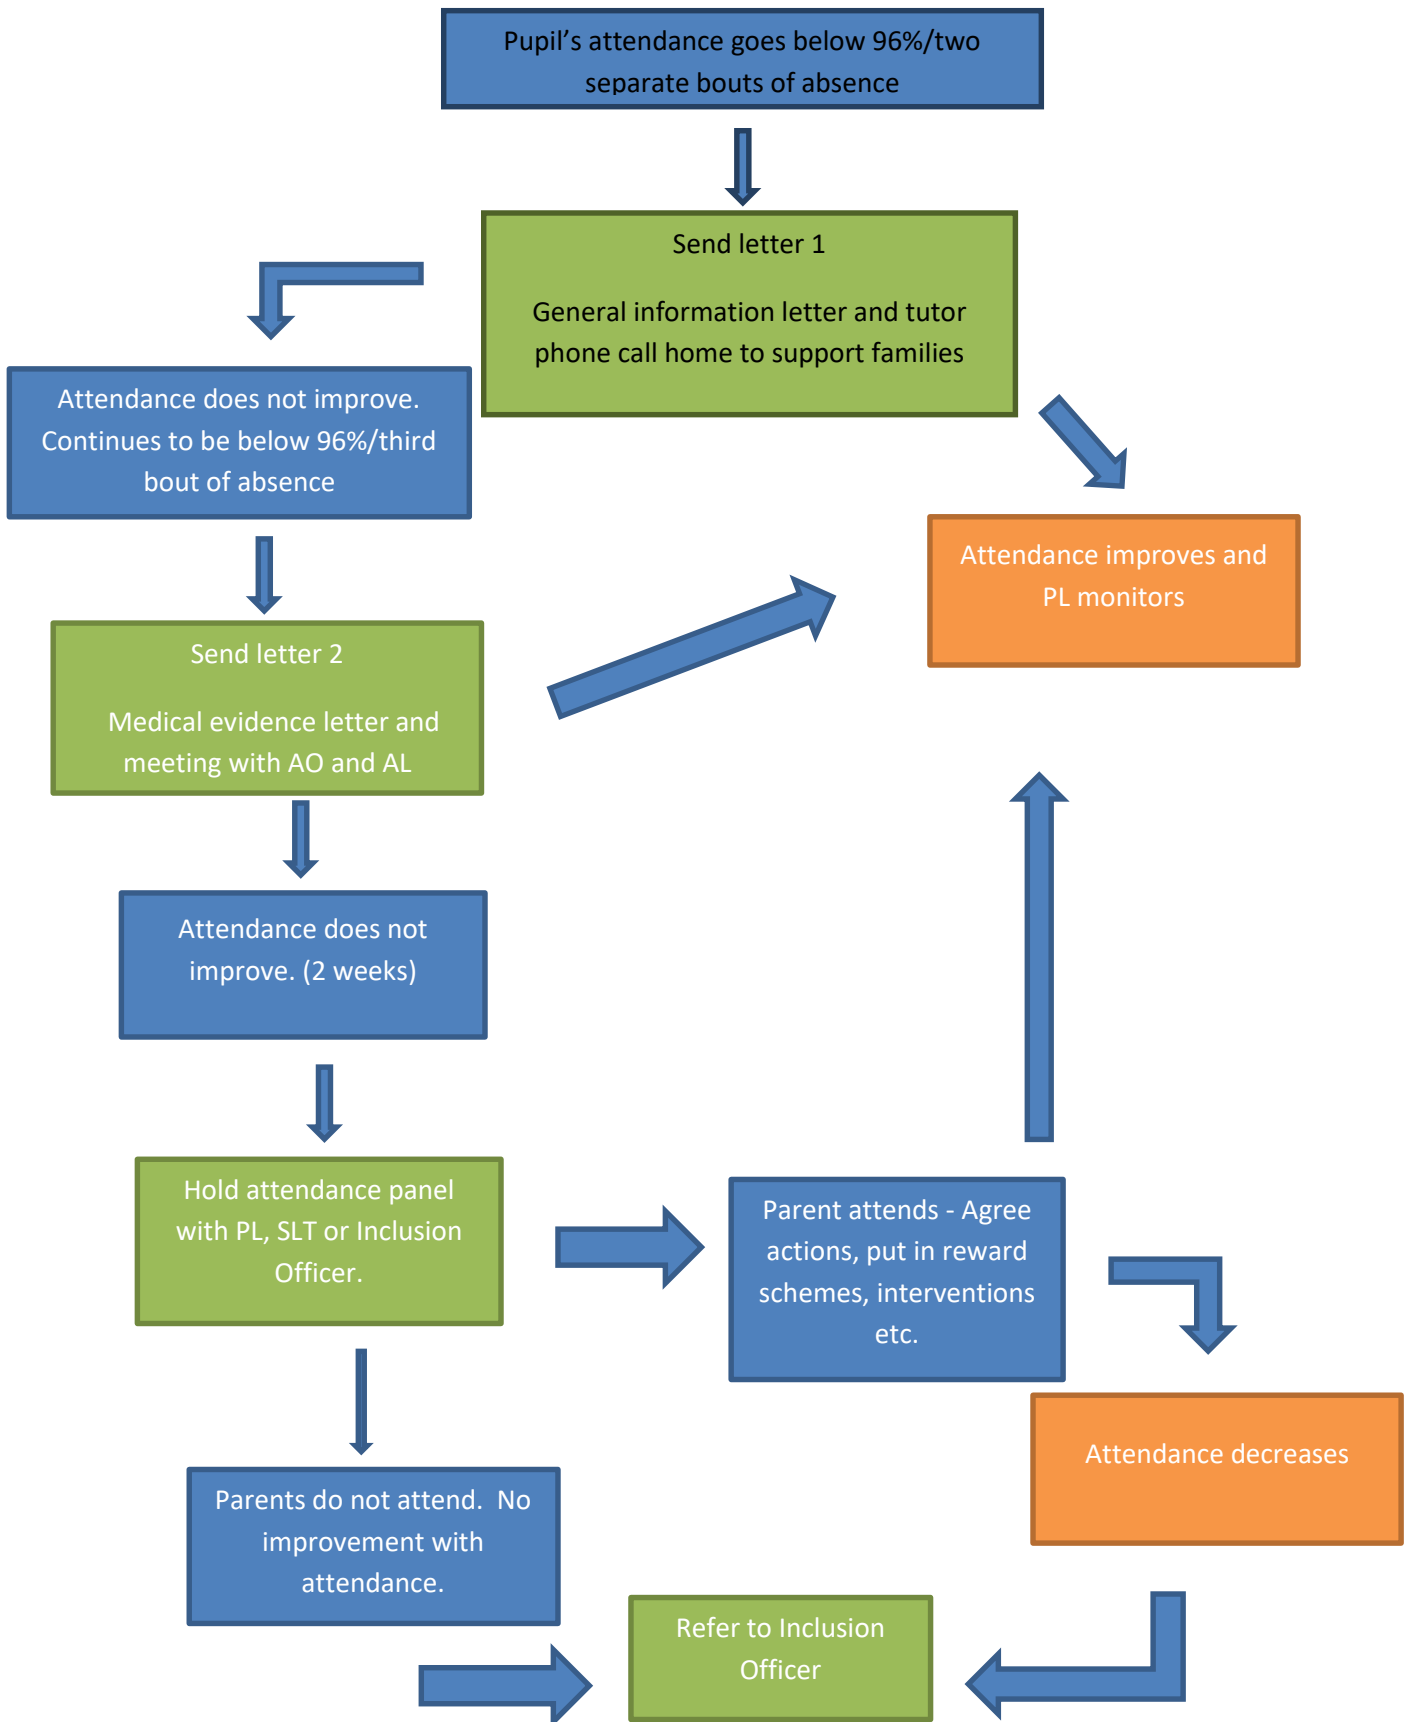 Pupil’s attendance goes below 96%/two
separate bouts of absence
Send letter 1
General information letter and tutor
phone call home to support families
Attendance does not improve.
Continues to be below 96%/third
bout of absence
Attendance improves and
PL monitors
Send letter 2
Medical evidence letter and
meeting with AO and AL
Attendance does not
improve. (2 weeks)
Hold attendance panel
with PL, SLT or Inclusion
Officer.
Parent attends - Agree
actions, put in reward
schemes, interventions
etc.
Attendance decreases
Parents do not attend.  No
improvement with
attendance.
Refer to Inclusion
Officer